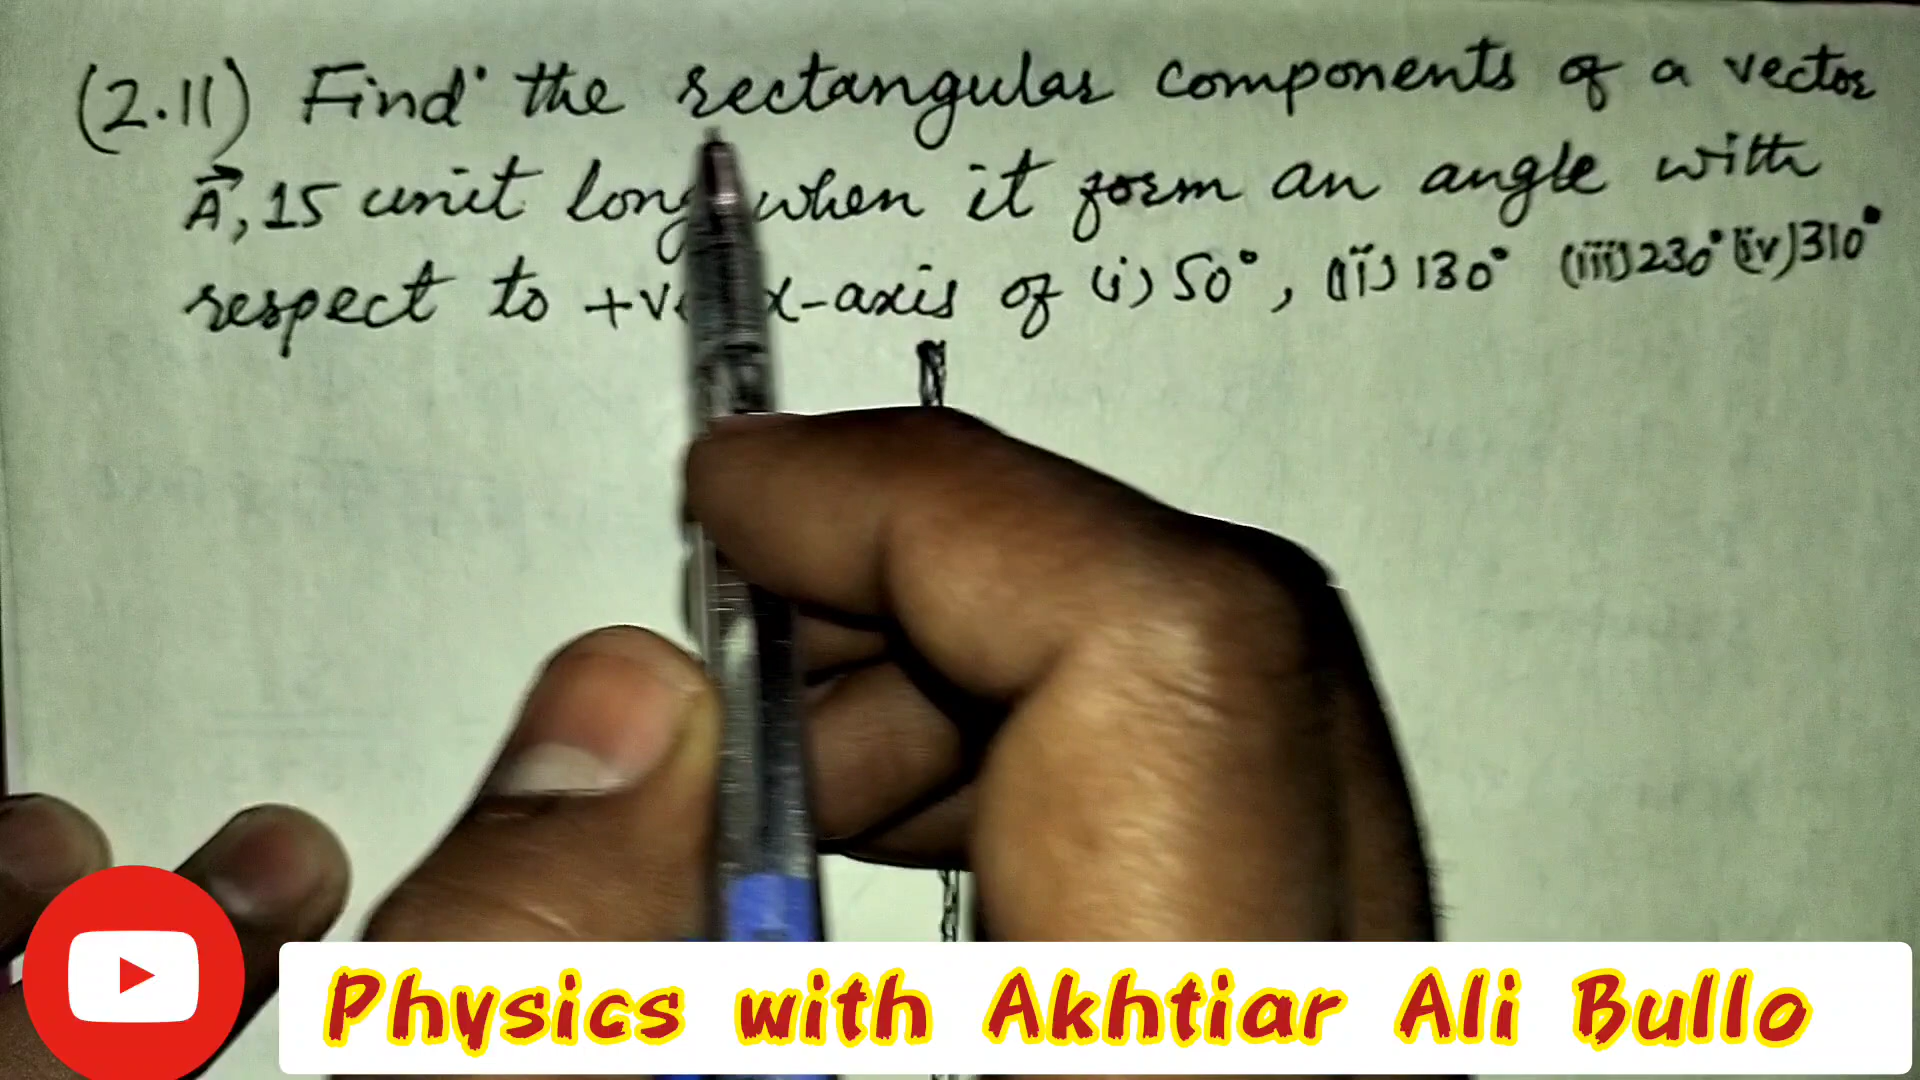 (2.11) Find the rectangular components of a vector
A, 15 unit long when it form an angle with
respect to +ve x-axis of (i) 50°, (ii) 130° (iii) 230° (iv) 310°
Physics with Akhtiar Ali Bullo